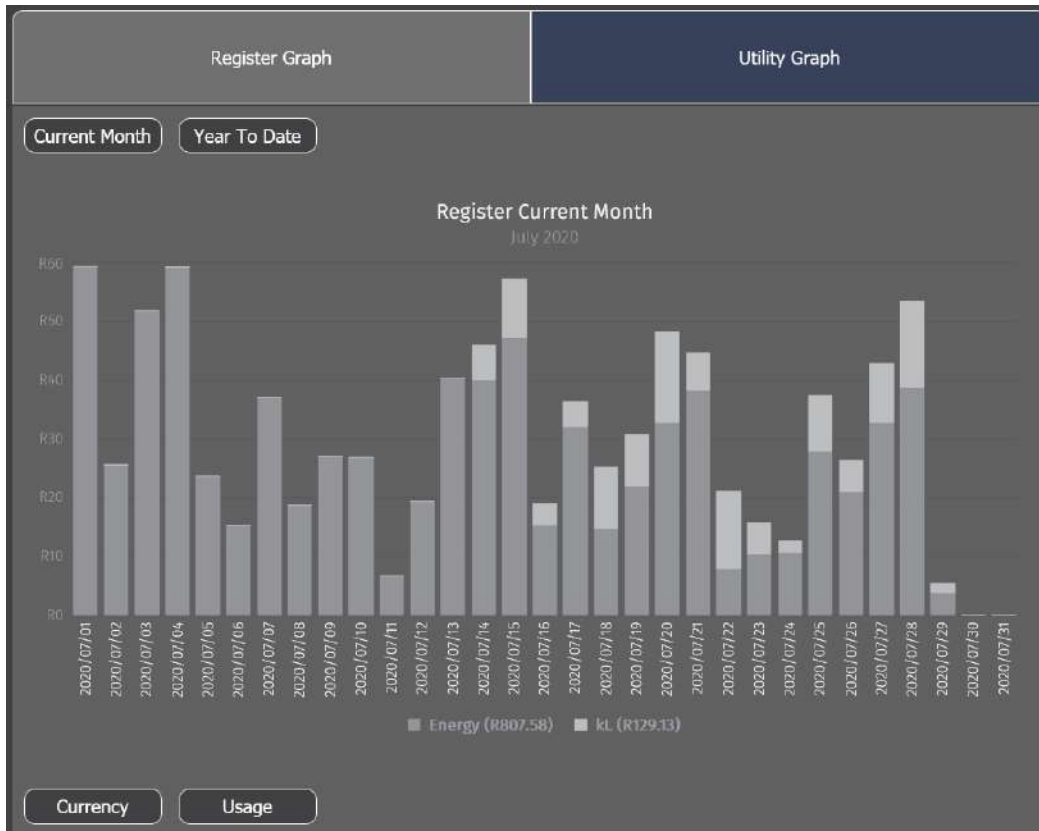 Register Graph
Utility Graph
Current Month
Year To Date
Register Current Month
July 2020
R60
R50
R40
R30
R20
R10
R0
2020/07/01
2020/07/02
2020/07/03
2020/07/04
2020/07/05
2020/07/06
2020/07/07
2020/07/08
2020/07/09
2020/07/10
2020/07/11
2020/07/12
2020/07/13
2020/07/14
2020/07/15
2020/07/16
2020/07/17
2020/07/18
2020/07/19
2020/07/20
2020/07/21
2020/07/22
2020/07/23
2020/07/24
2020/07/25
2020/07/26
2020/07/27
2020/07/28
2020/07/29
2020/07/30
2020/07/31
Energy (R807.58)
kL (R129.13)
Currency
Usage